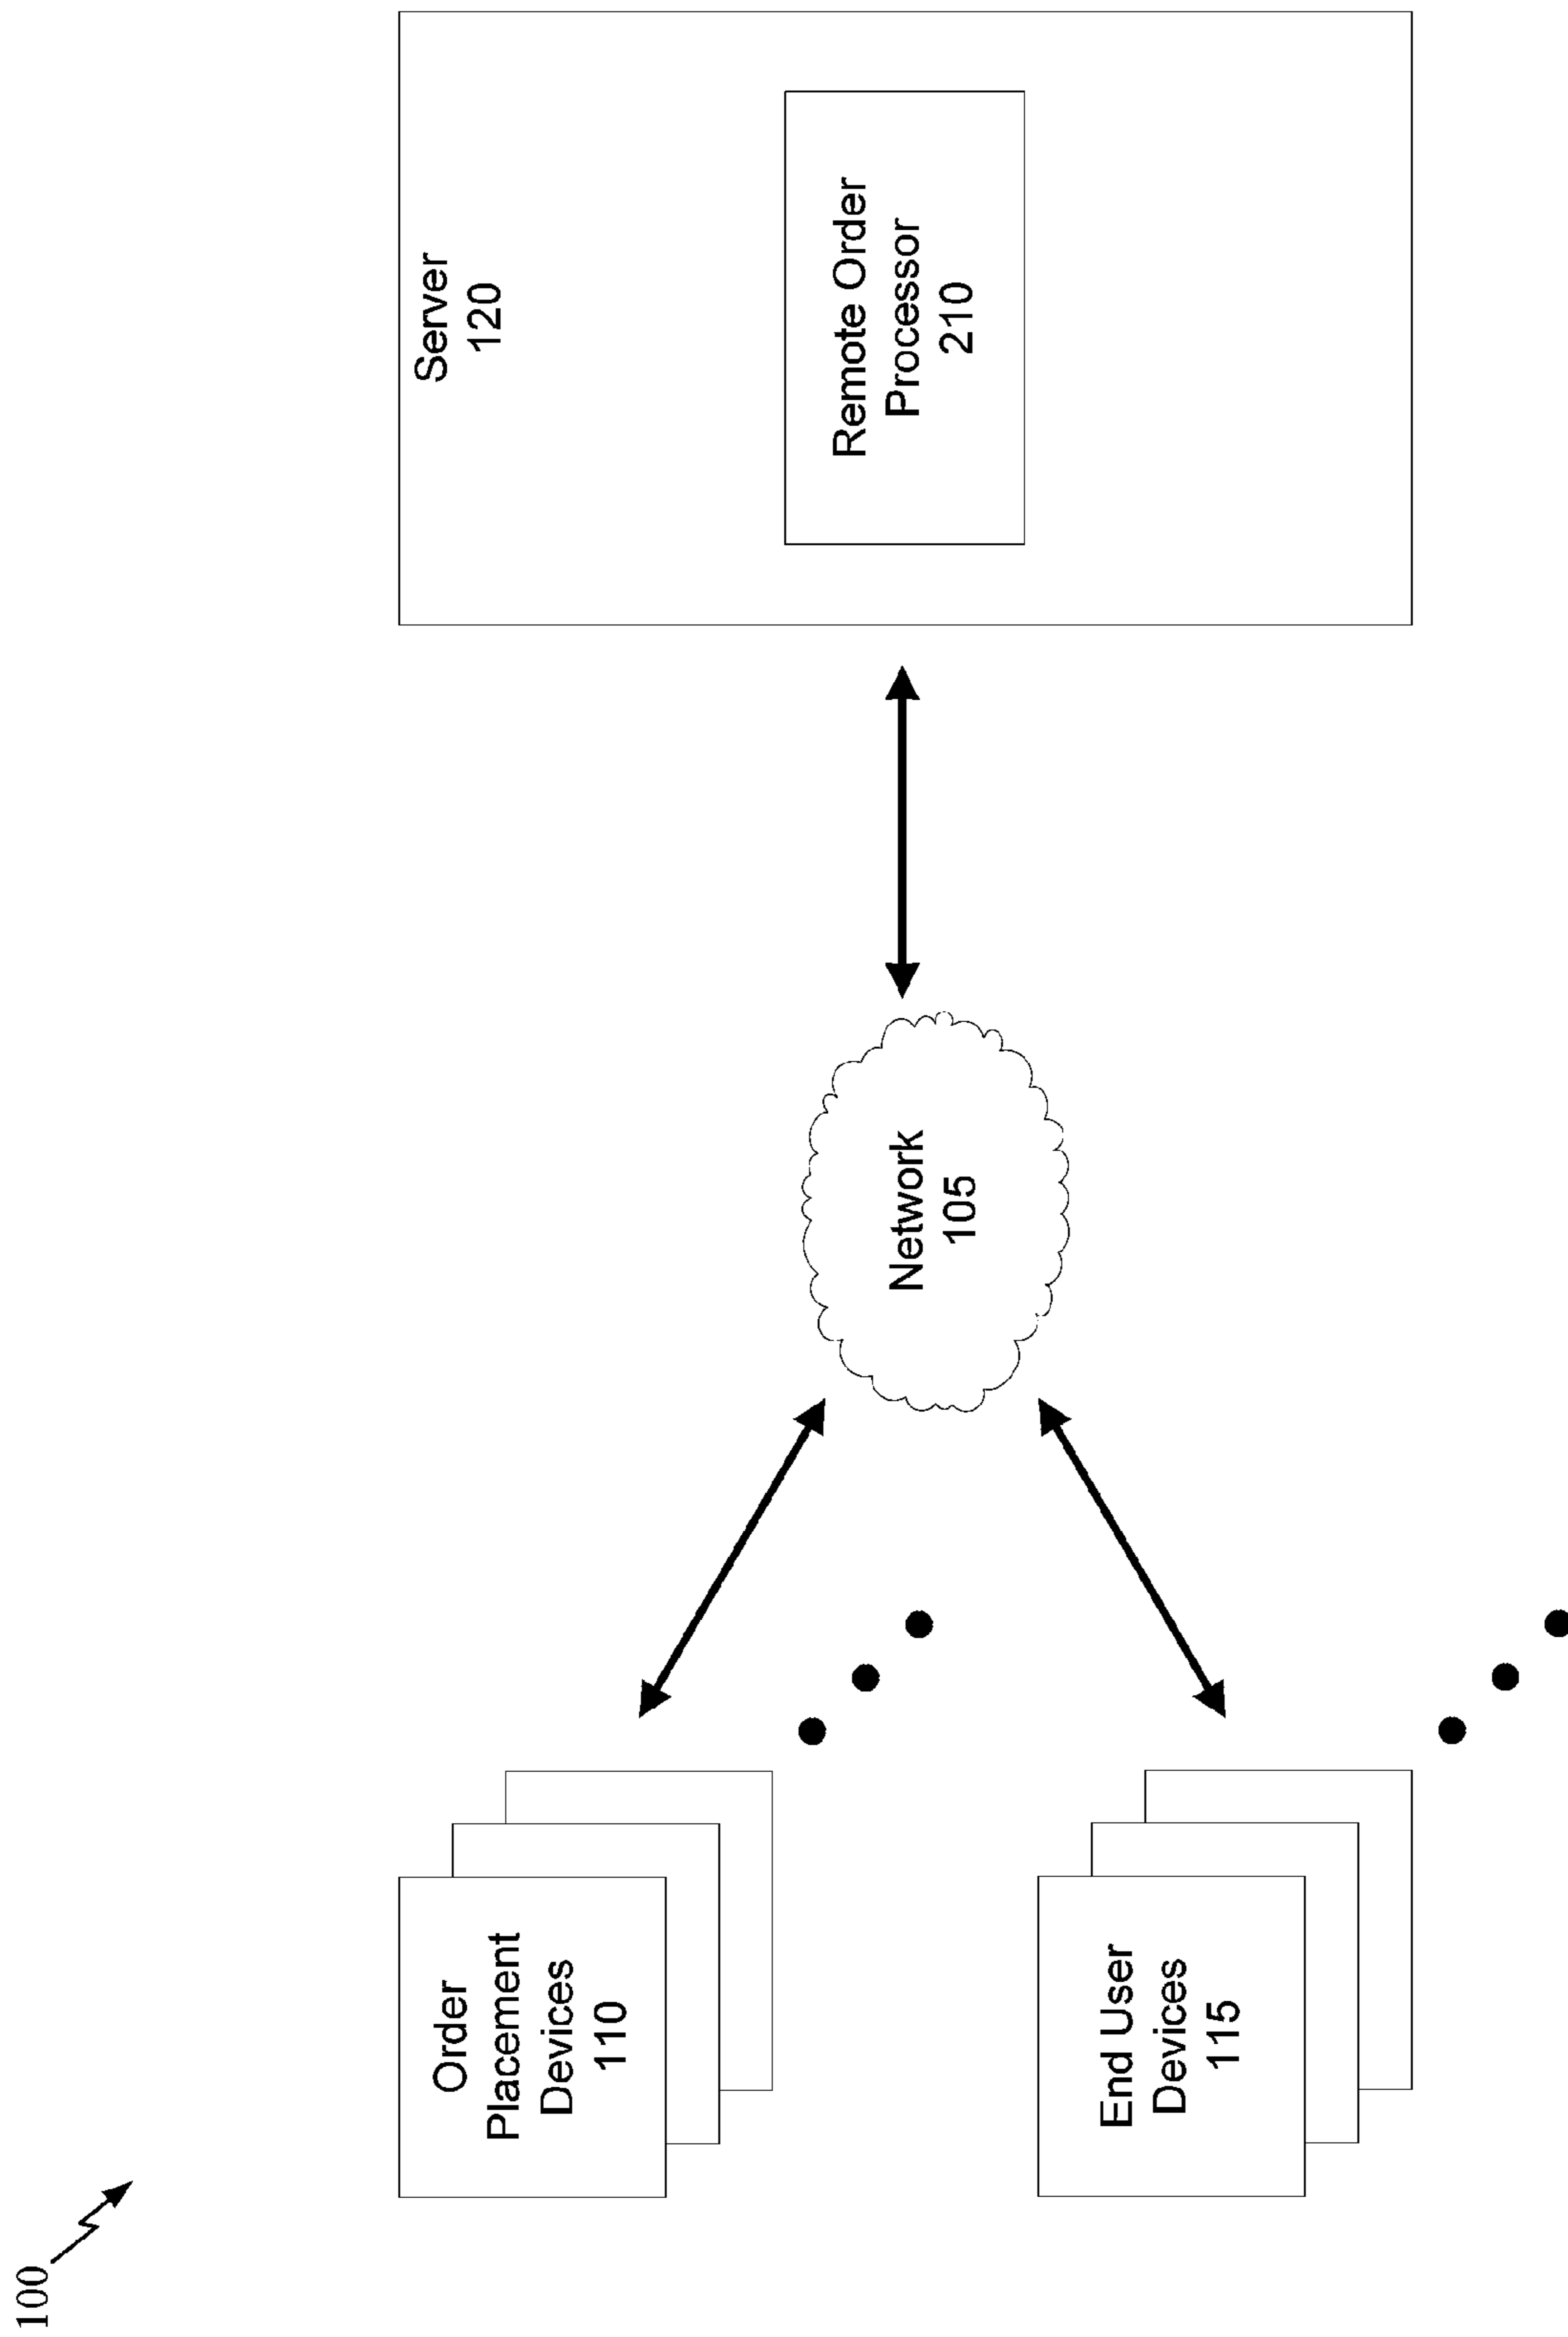 100
Order
Placement
Devices
110
End User
Devices
115
Network
105
Server
120
Remote Order
Processor
210